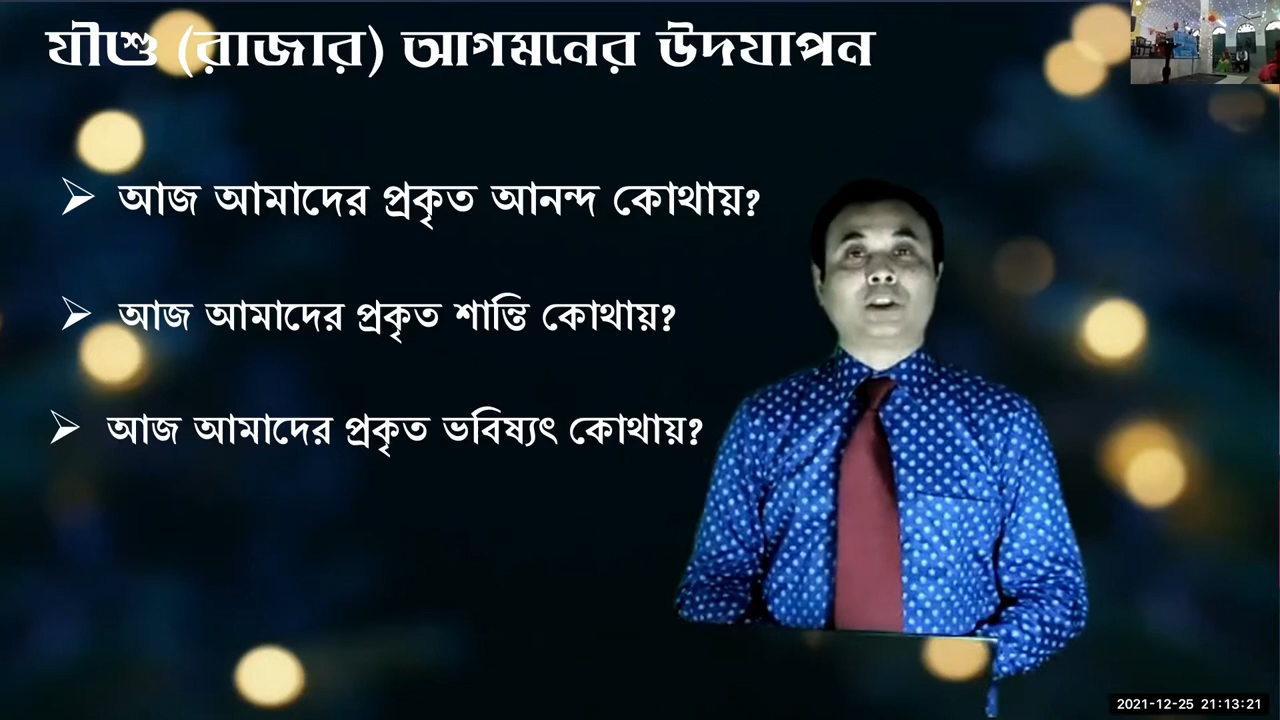 যীশু (রাজার) আগমনের উদযাপন
➢ আজ আমাদের প্রকৃত আনন্দ কোথায়?
➢ আজ আমাদের প্রকৃত শান্তি কোথায়?
➢ আজ আমাদের প্রকৃত ভবিষ্যৎ কোথায়?
2021-12-25 21:13:21